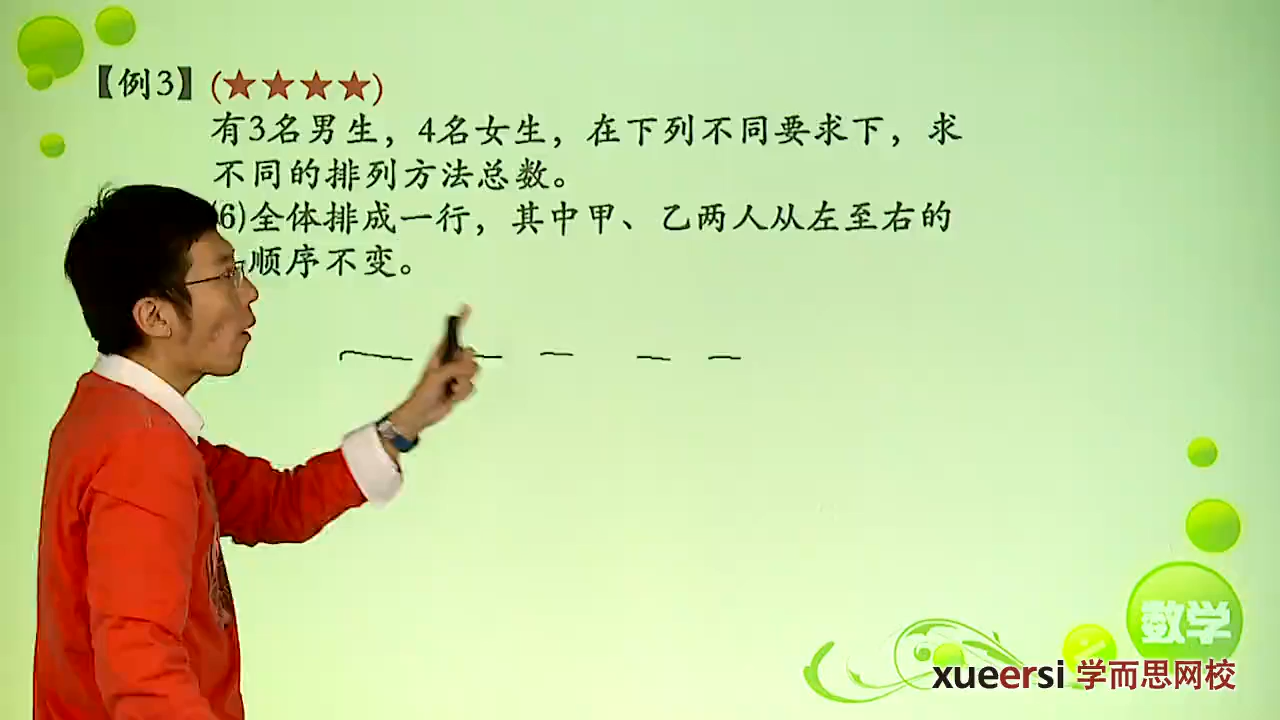 【例3】(★★★★)
有3名男生，4名女生，在下列不同要求下，求
不同的排列方法总数。
(6)全体排成一行，其中甲、乙两人从左至右的
顺序不变。
数学
xueersi 学而思网校